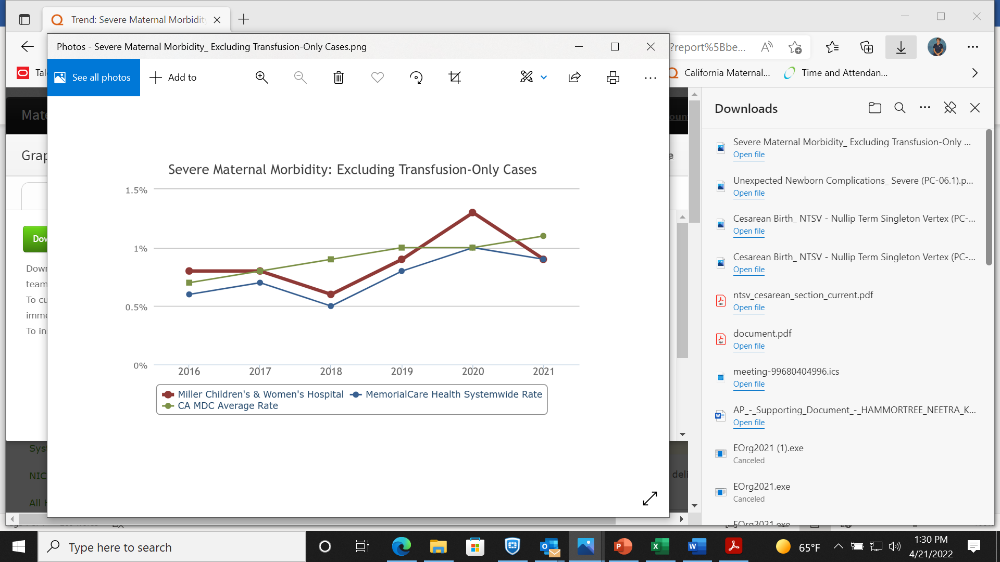 Trend: Severe Maternal Morbidit
Photos - Severe Maternal Morbidity_ Excluding Transfusion-Only Cases.png
?report%5Bbe...
Tal
See all photos
Add to
California Maternal...
Time and Attendan...
Mate
oun
Grap
e
Dow
Down
team
To cu
imme
To in
Syst
NIC
All H
deli
Severe Maternal Morbidity: Excluding Transfusion-Only Cases
1.5%
1%
0.5%
0%
2016 2017 2018 2019 2020 2021
Miller Children's & Women's Hospital MemorialCare Health Systemwide Rate
CA MDC Average Rate
Downloads
Severe Maternal Morbidity_ Excluding Transfusion-Only ...
Open file
Unexpected Newborn Complications_ Severe (PC-06.1).p...
Open file
Cesarean Birth_ NTSV - Nullip Term Singleton Vertex (PC-...
Open file
Cesarean Birth_ NTSV - Nullip Term Singleton Vertex (PC-...
Open file
ntsv_cesarean_section_current.pdf
Open file
document.pdf
Open file
meeting-99680404996.ics
Open file
AP_-_Supporting_Document_-_HAMMORTREE_NEETRA_K...
Open file
EOrg2021 (1).exe
Canceled
EOrg2021.exe
Canceled
EOrg2021.exe
Type here to search
65°F
1:30 PM
4/21/2022